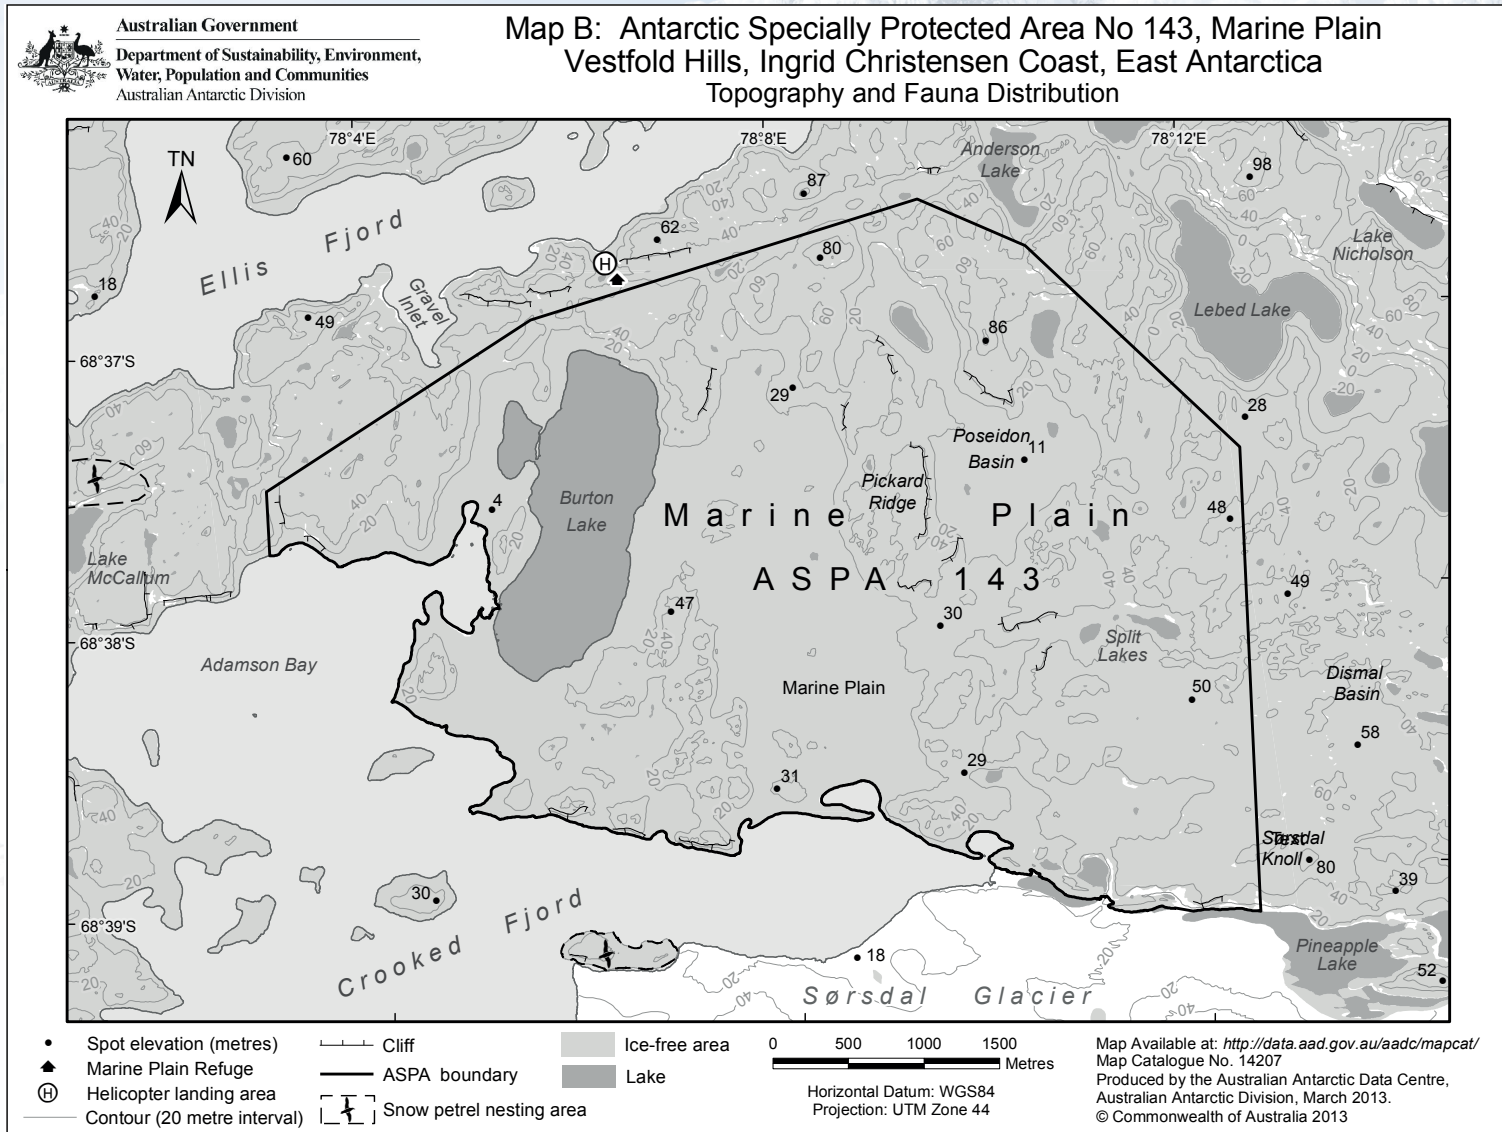 Australian Government
Department of Sustainability, Environment,
Water, Population and Communities
Australian Antarctic Division
Map B: Antarctic Specially Protected Area No 143, Marine Plain
Vestfold Hills, Ingrid Christensen Coast, East Antarctica
Topography and Fauna Distribution
78°4'E
78°8'E
78°12'E
TN
60
Anderson
Lake
98
87
62
Ellis Fjord
H
80
Lake
Nicholson
18
Gravel
Inlet
49
Lebed Lake
86
68°37'S
29
28
Poseidon
Basin
11
Pickard
Ridge
Burton
Lake
4
Marine Plain
48
ASPA 143
Lake
McCallum
49
47
30
68°38'S
Split
Lakes
Adamson Bay
Dismal
Basin
Marine Plain
50
58
29
31
Sørsdal
Knoll
Text
80
39
30
68°39'S
Crooked Fjord
Pineapple
Lake
18
52
Sørsdal Glacier
Spot elevation (metres)
Marine Plain Refuge
H Helicopter landing area
Contour (20 metre interval)
Cliff
ASPA boundary
Snow petrel nesting area
Ice-free area
Lake
0 500 1000 1500
Metres
Horizontal Datum: WGS84
Projection: UTM Zone 44
Map Available at: http://data.aad.gov.au/aadc/mapcat/
Map Catalogue No. 14207
Produced by the Australian Antarctic Data Centre,
Australian Antarctic Division, March 2013.
© Commonwealth of Australia 2013